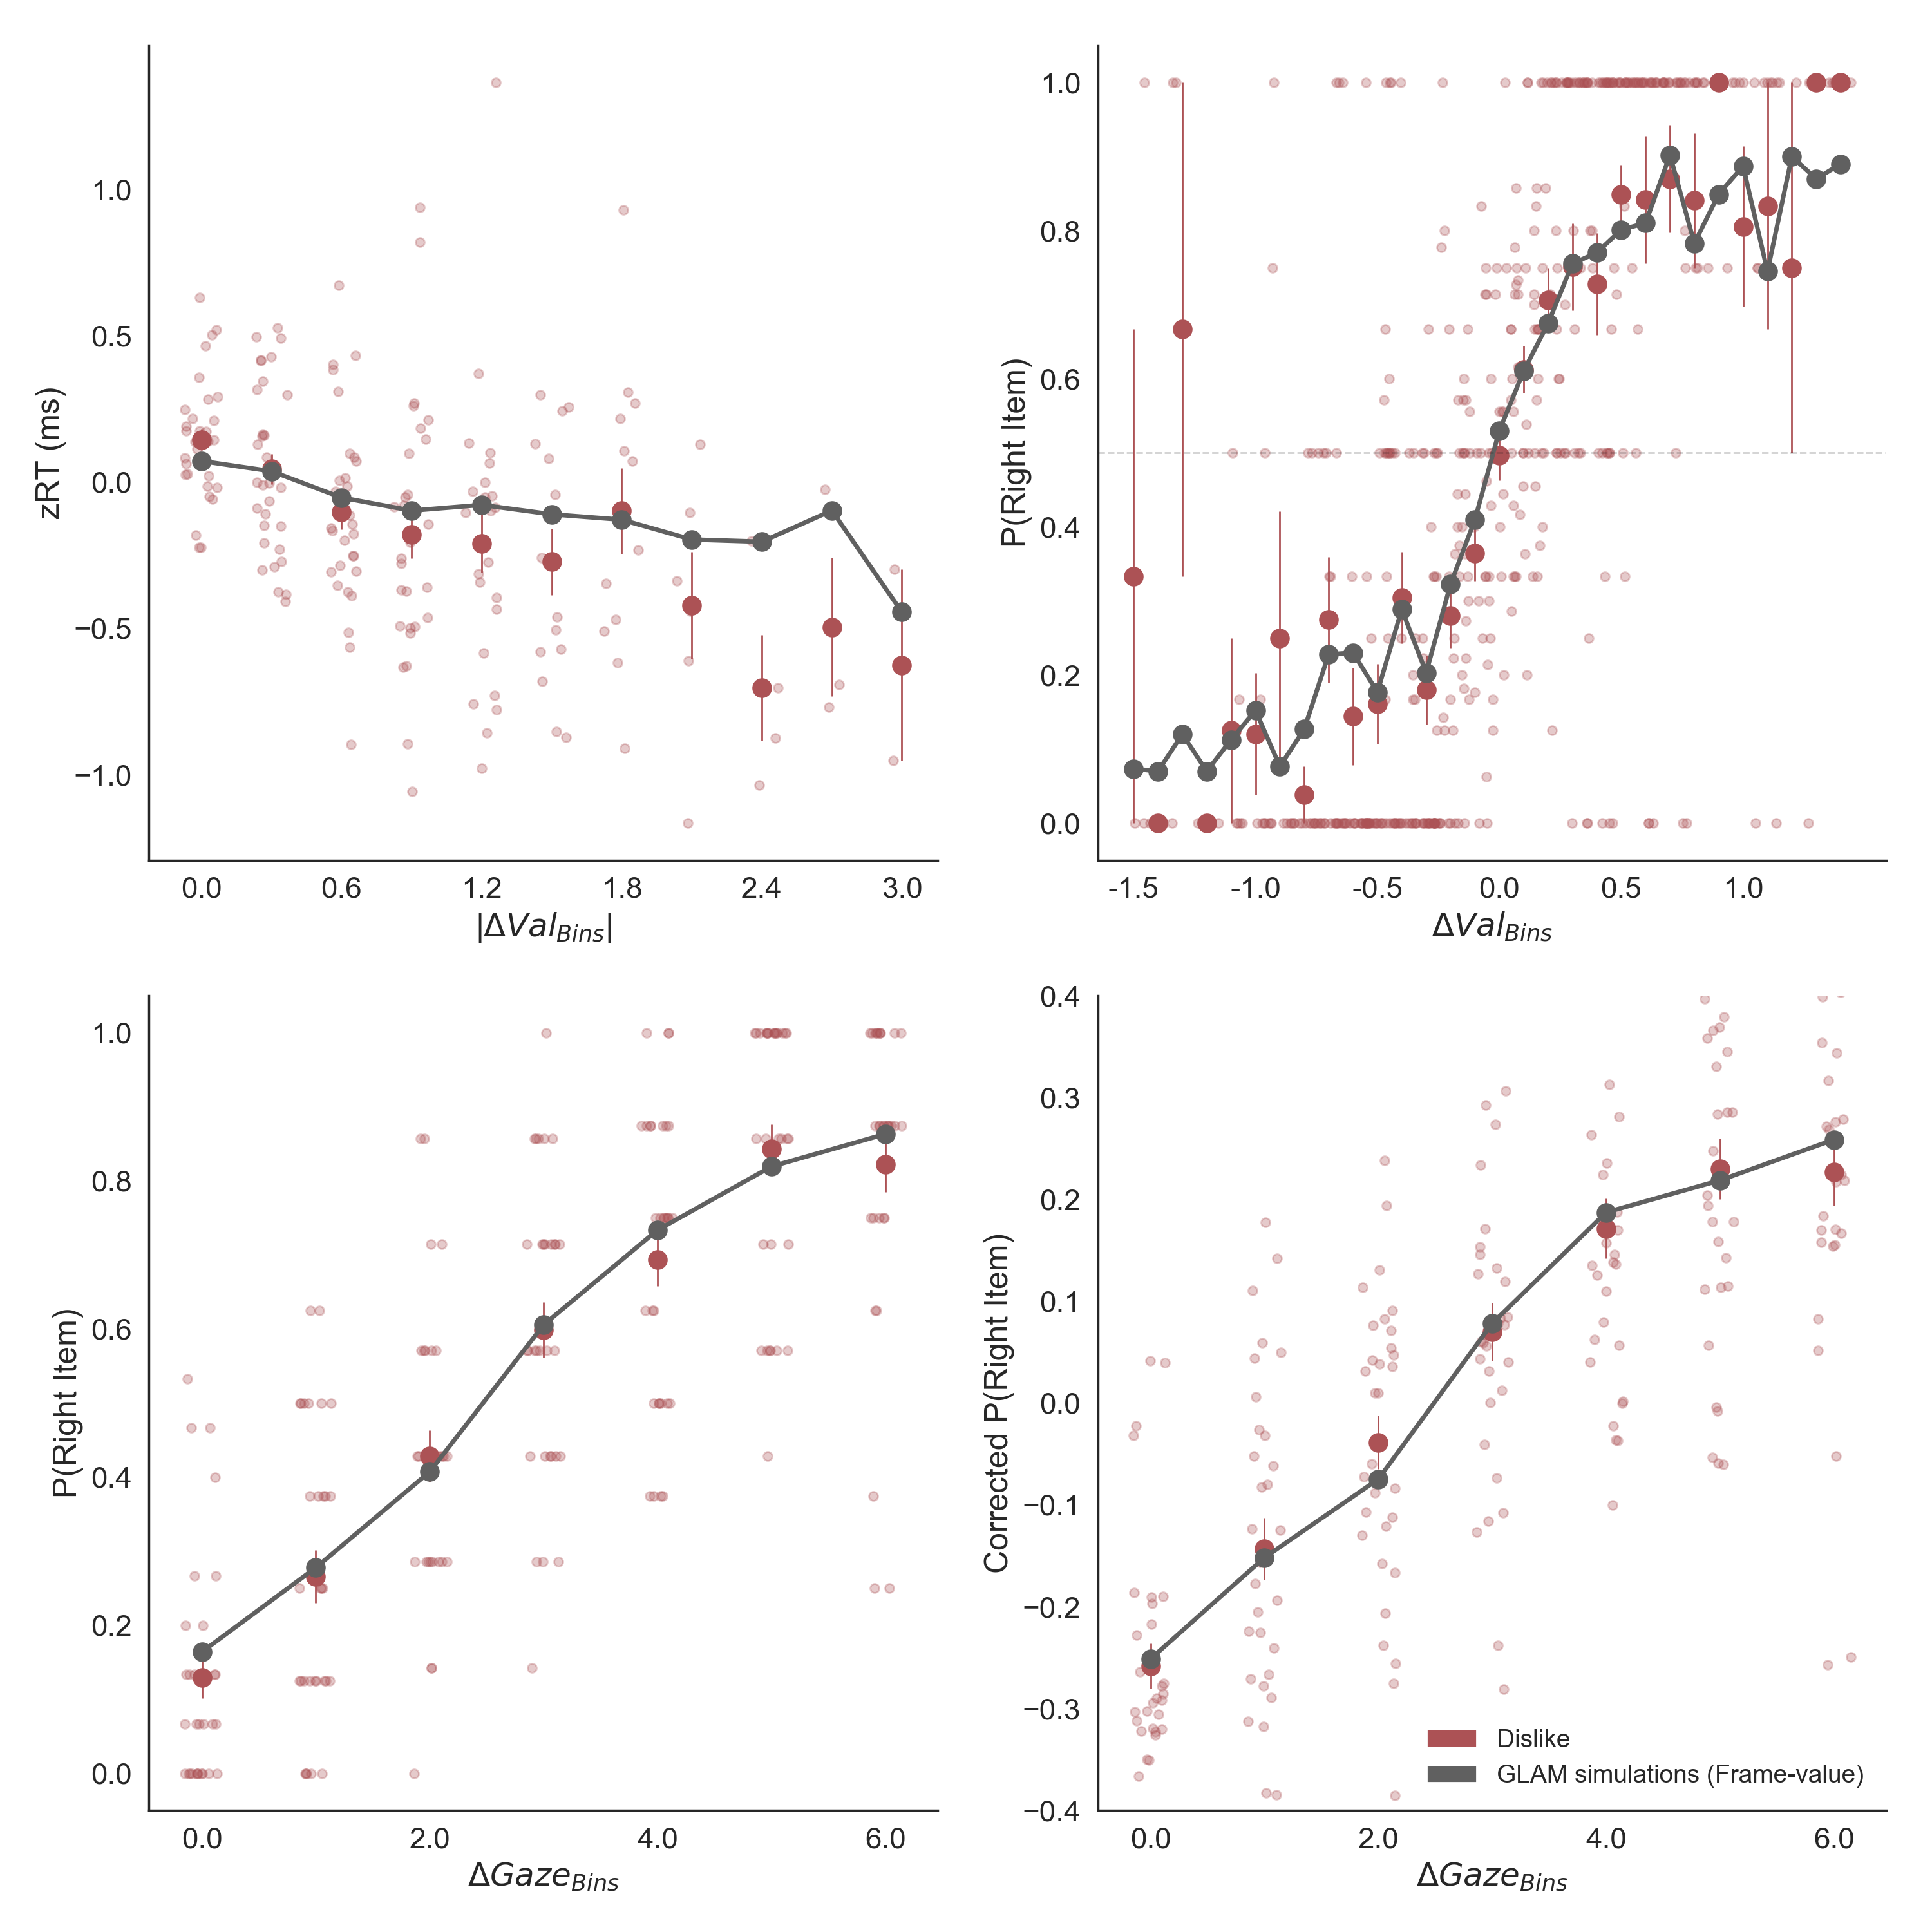 zRT (ms)
1.0
0.5
0.0
−0.5
−1.0
0.0 0.6 1.2 1.8 2.4 3.0
|ΔVal_Bins|
P(Right Item)
1.0
0.8
0.6
0.4
0.2
0.0
-1.5 -1.0 -0.5 0.0 0.5 1.0
ΔVal_Bins
P(Right Item)
1.0
0.8
0.6
0.4
0.2
0.0
0.0 2.0 4.0 6.0
ΔGaze_Bins
Corrected P(Right Item)
0.4
0.3
0.2
0.1
0.0
−0.1
−0.2
−0.3
−0.4
Dislike
GLAM simulations (Frame-value)
0.0 2.0 4.0 6.0
ΔGaze_Bins